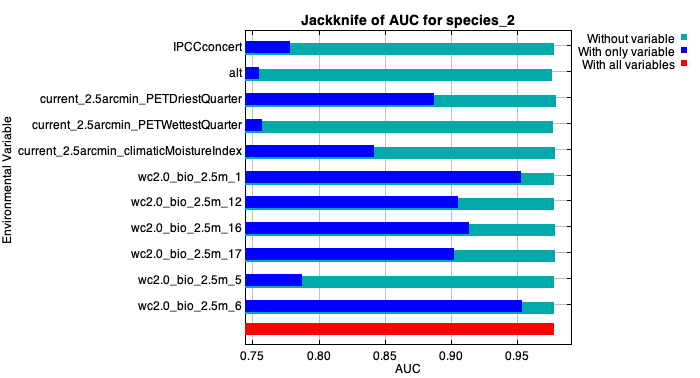 Jackknife of AUC for species_2
Without variable
With only variable
With all variables
Environmental Variable
IPCCconcert
alt
current_2.5arcmin_PETDriestQuarter
current_2.5arcmin_PETWettestQuarter
current_2.5arcmin_climaticMoistureIndex
wc2.0_bio_2.5m_1
wc2.0_bio_2.5m_12
wc2.0_bio_2.5m_16
wc2.0_bio_2.5m_17
wc2.0_bio_2.5m_5
wc2.0_bio_2.5m_6
0.75 0.80 0.85 0.90 0.95
AUC